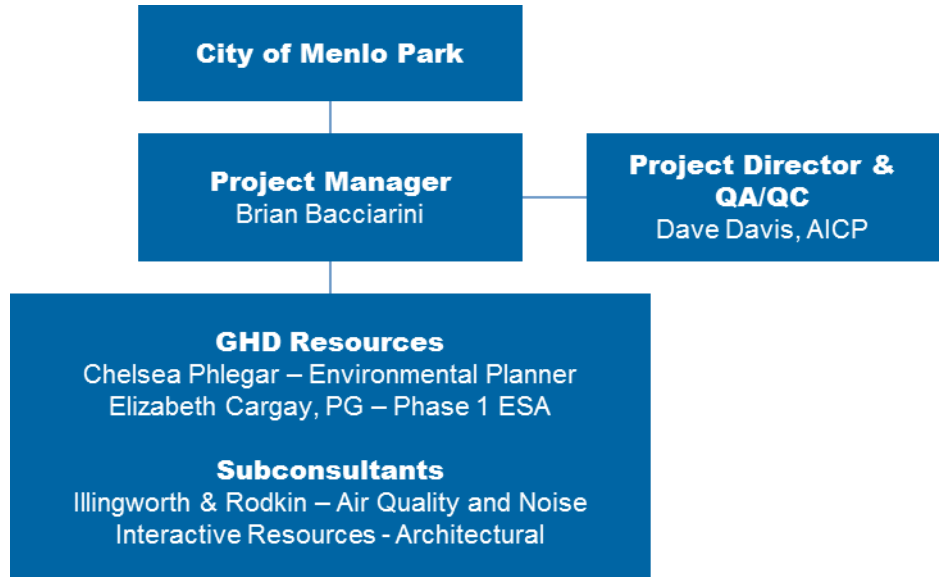 City of Menlo Park
Project Manager
Brian Bacciarini
Project Director &
QA/QC
Dave Davis, AICP
GHD Resources
Chelsea Phlegar – Environmental Planner
Elizabeth Cargay, PG – Phase 1 ESA
Subconsultants
Illingworth & Rodkin – Air Quality and Noise
Interactive Resources - Architectural